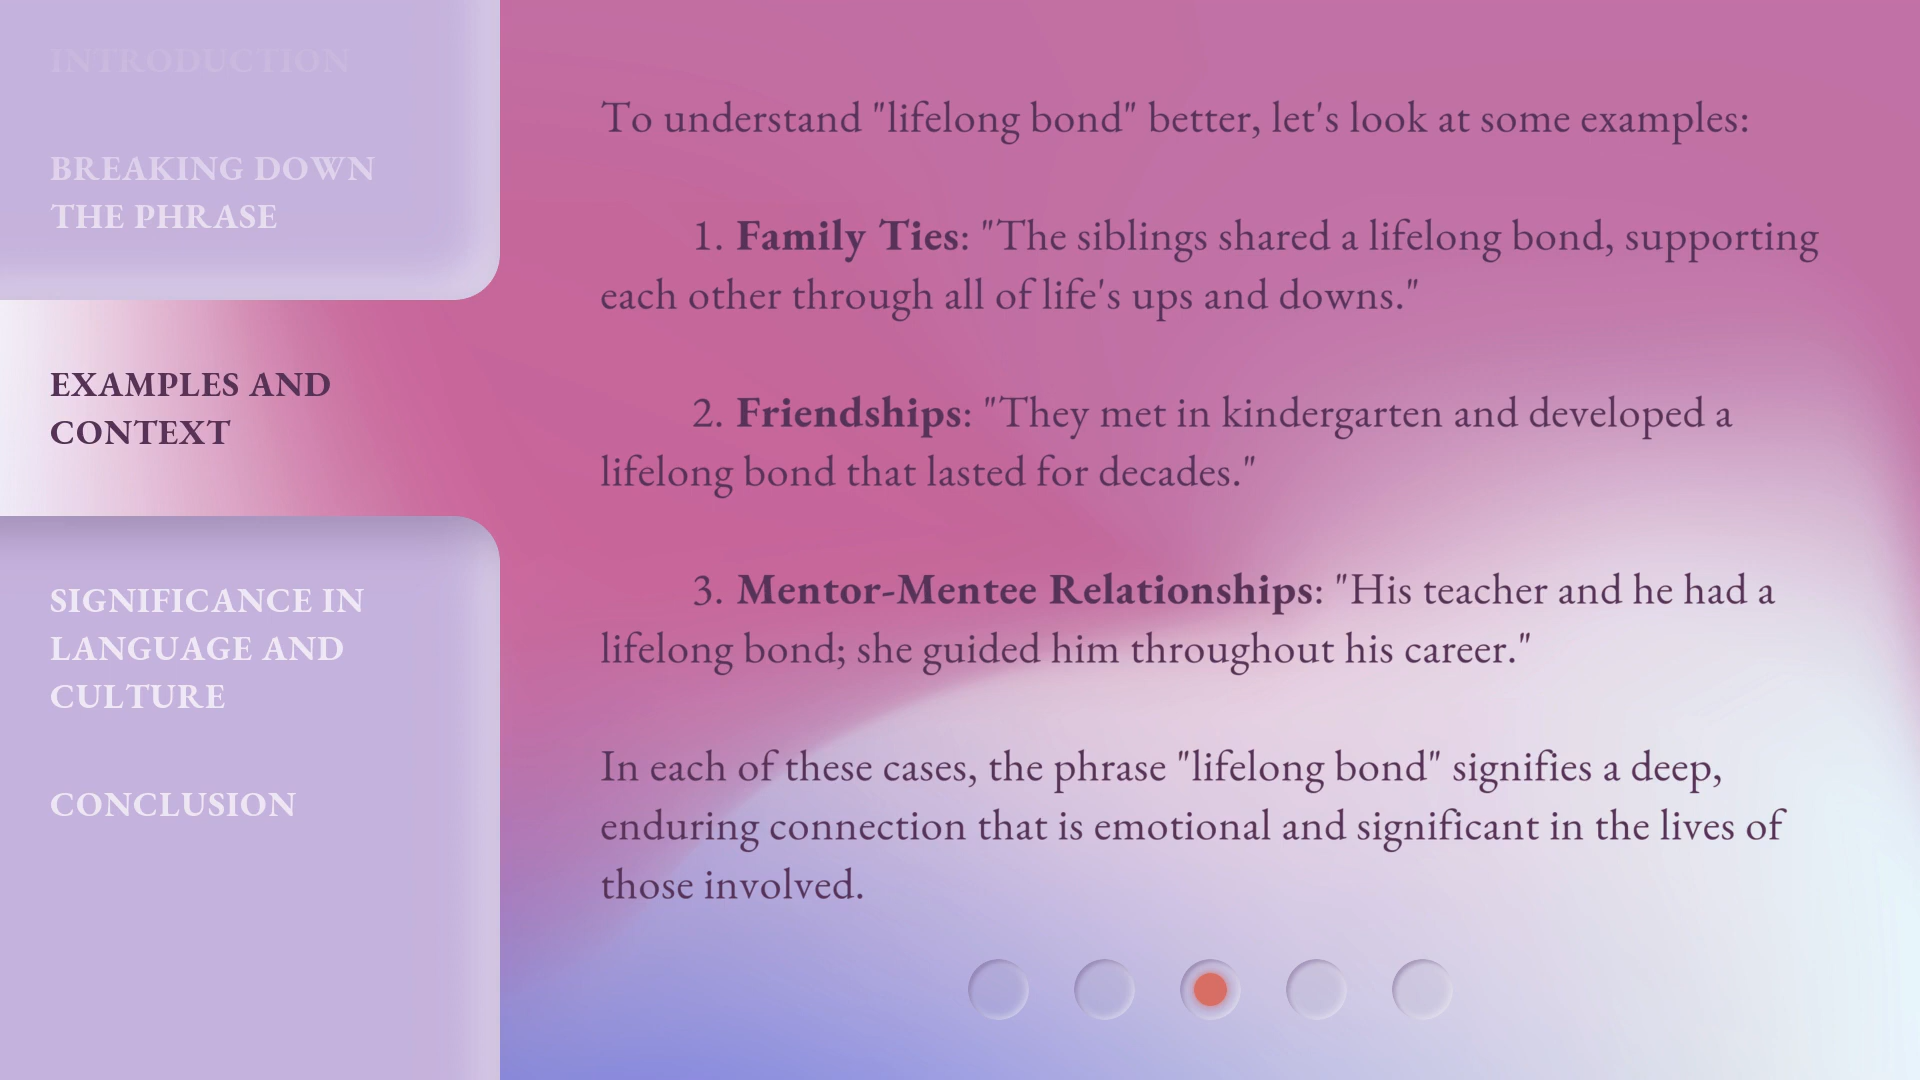 INTRODUCTION
BREAKING DOWN
THE PHRASE
EXAMPLES AND
CONTEXT
SIGNIFICANCE IN
LANGUAGE AND
CULTURE
CONCLUSION
To understand "lifelong bond" better, let's look at some examples:
1. Family Ties: "The siblings shared a lifelong bond, supporting
each other through all of life's ups and downs."
2. Friendships: "They met in kindergarten and developed a
lifelong bond that lasted for decades."
3. Mentor-Mentee Relationships: "His teacher and he had a
lifelong bond; she guided him throughout his career."
In each of these cases, the phrase "lifelong bond" signifies a deep,
enduring connection that is emotional and significant in the lives of
those involved.